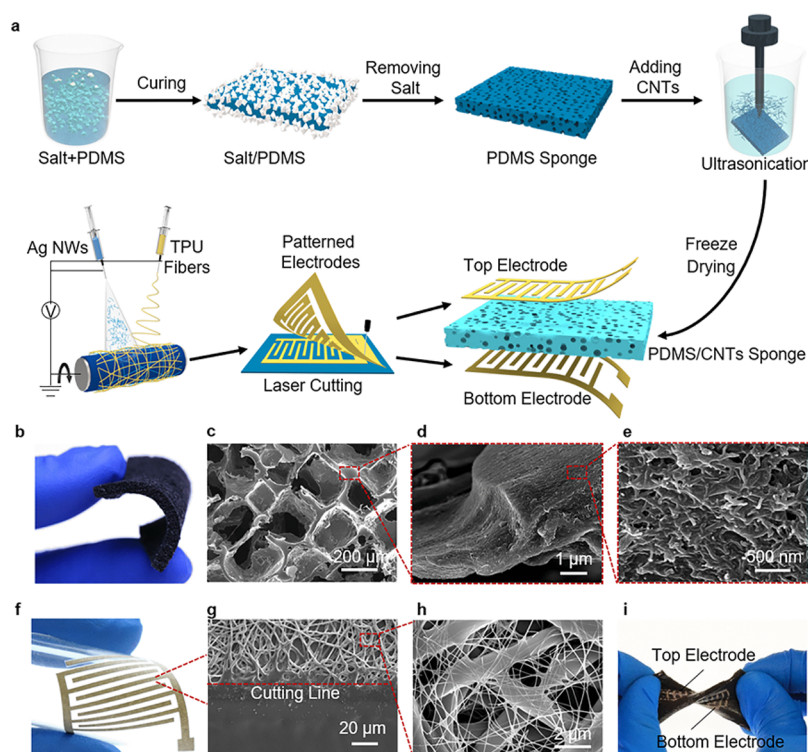 a
Curing
Removing
Salt
Adding
CNTs
Salt+PDMS
Salt/PDMS
PDMS Sponge
Ultrasonication
Ag NWs
TPU
Fibers
V
Patterned
Electrodes
Laser Cutting
Top Electrode
Freeze
Drying
PDMS/CNTs Sponge
Bottom Electrode
b
c
d
e
200 μm
1 μm
500 nm
f
g
h
i
Cutting Line
20 μm
2 μm
Top Electrode
Bottom Electrode